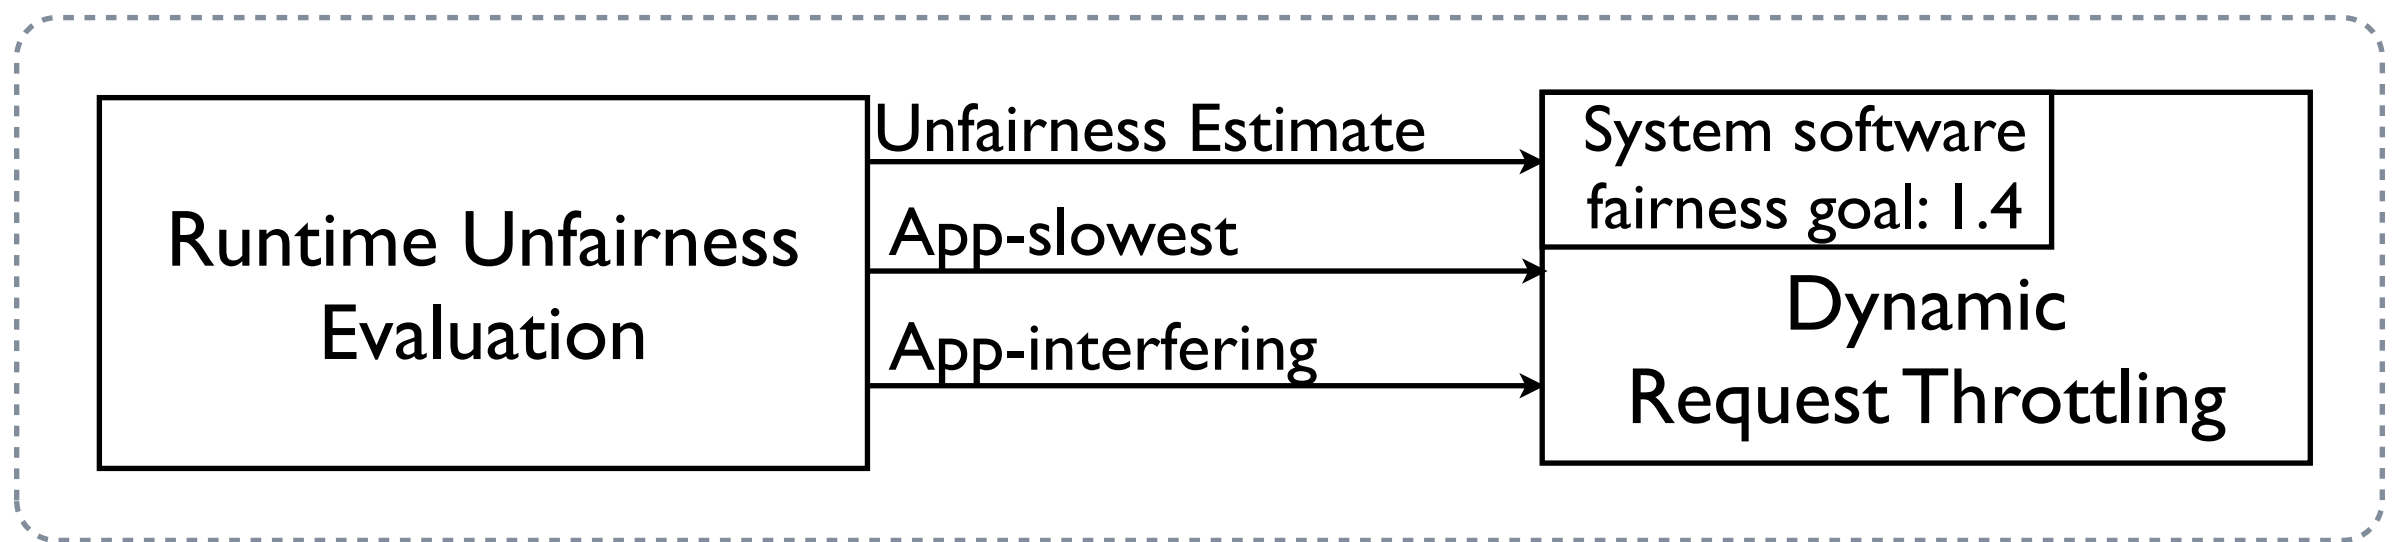 Runtime Unfairness
Evaluation
Unfairness Estimate
App-slowest
App-interfering
System software
fairness goal: 1.4
Dynamic
Request Throttling